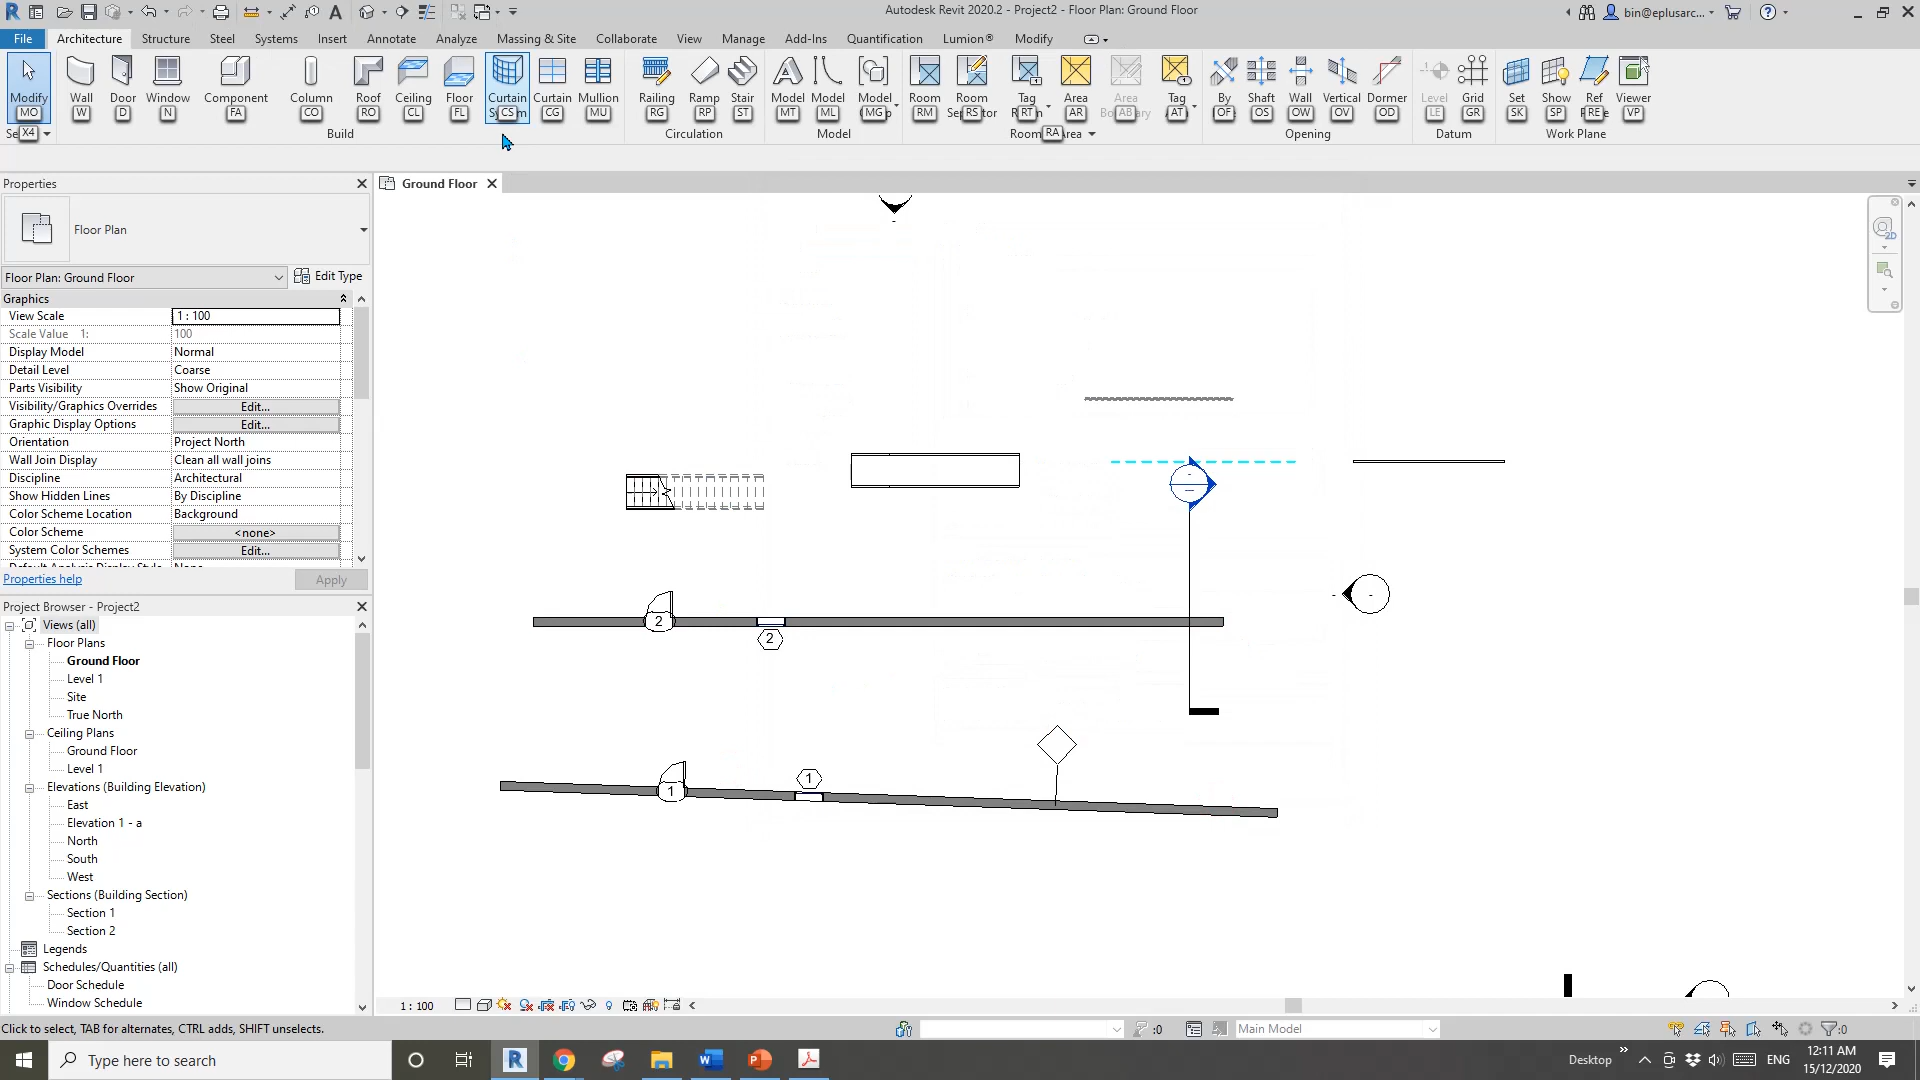 Autodesk Revit 2020.2 - Project2 - Floor Plan: Ground Floor
bin@eplusarc...
File Architecture Structure Steel Systems Insert Annotate Analyze Massing & Site Collaborate View Manage Add-Ins Quantification Lumion® Modify
Modify Wall Door Window Component Column Roof Ceiling Floor Curtain Curtain Mullion Railing Ramp Stair Model Model Model Room Room Tag Area Area Tag By Shaft Wall Vertical Dormer Level Grid Set Show Ref Viewer
MO W D N FA CO RO CL FL CS CG MU RG RP ST MT ML MG RM RS RT AR AB AT OF OS OW OV OD LE GR SK SP RE VP
X4 Build Circulation Model RA Opening Datum Work Plane
Properties
Ground Floor
Floor Plan
Floor Plan: Ground Floor Edit Type
Graphics
View Scale 1 : 100
Scale Value 1: 100
Display Model Normal
Detail Level Coarse
Parts Visibility Show Original
Visibility/Graphics Overrides Edit...
Graphic Display Options Edit...
Orientation Project North
Wall Join Display Clean all wall joins
Discipline Architectural
Show Hidden Lines By Discipline
Color Scheme Location Background
Color Scheme <none>
System Color Schemes Edit...
Properties help Apply
Project Browser - Project2
Views (all)
Floor Plans
Ground Floor
Level 1
Site
True North
Ceiling Plans
Ground Floor
Level 1
Elevations (Building Elevation)
East
Elevation 1 - a
North
South
West
Sections (Building Section)
Section 1
Section 2
Legends
Schedules/Quantities (all)
Door Schedule
Window Schedule
2D
2
2
1
1
1 : 100
Click to select, TAB for alternates, CTRL adds, SHIFT unselects.
:0
Main Model
:0
Type here to search
Desktop
ENG
12:11 AM
15/12/2020